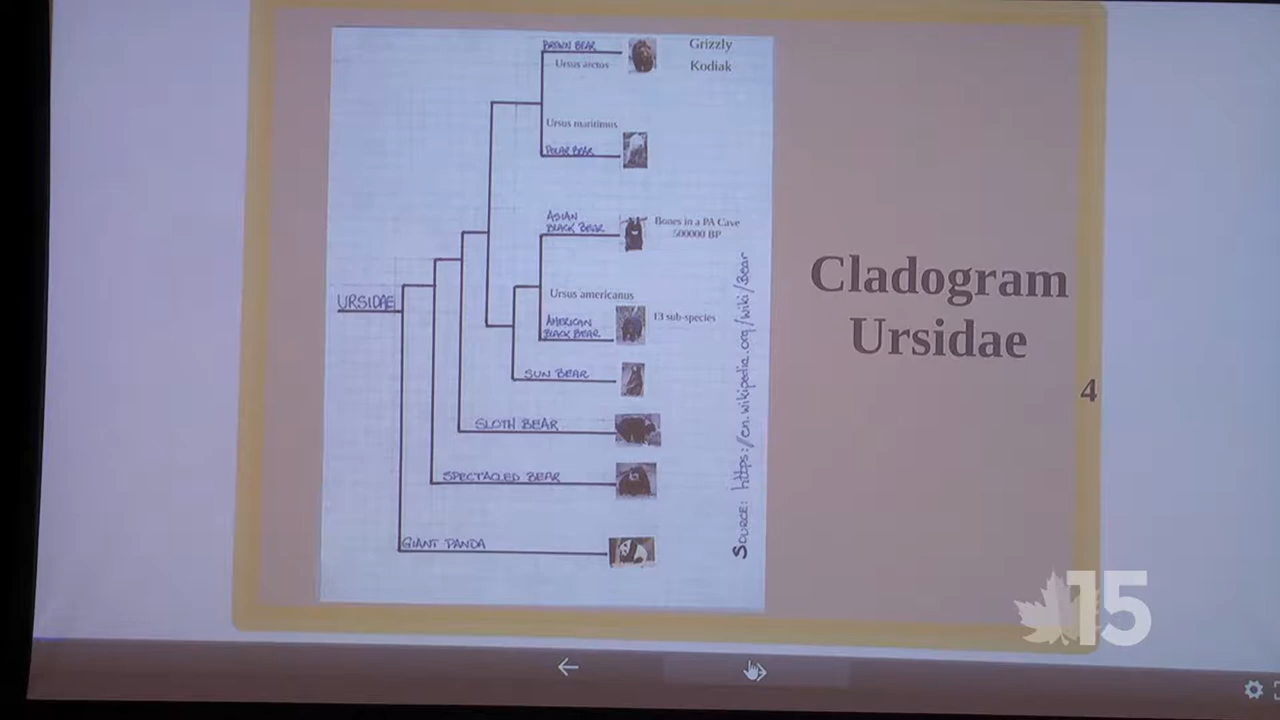 BROWN BEAR
Ursus arctos
Grizzly
Kodiak
Ursus maritimus
POLAR BEAR
ASIAN
BLACK BEAR
Bones in a PA Cave
500000 BP
Ursus americanus
AMERICAN
BLACK BEAR
13 sub-species
SUN BEAR
SLOTH BEAR
SPECTACLED BEAR
GIANT PANDA
URSIDAE
SOURCE: https://en.wikipedia.org/wiki/Bear
Cladogram
Ursidae
4
15